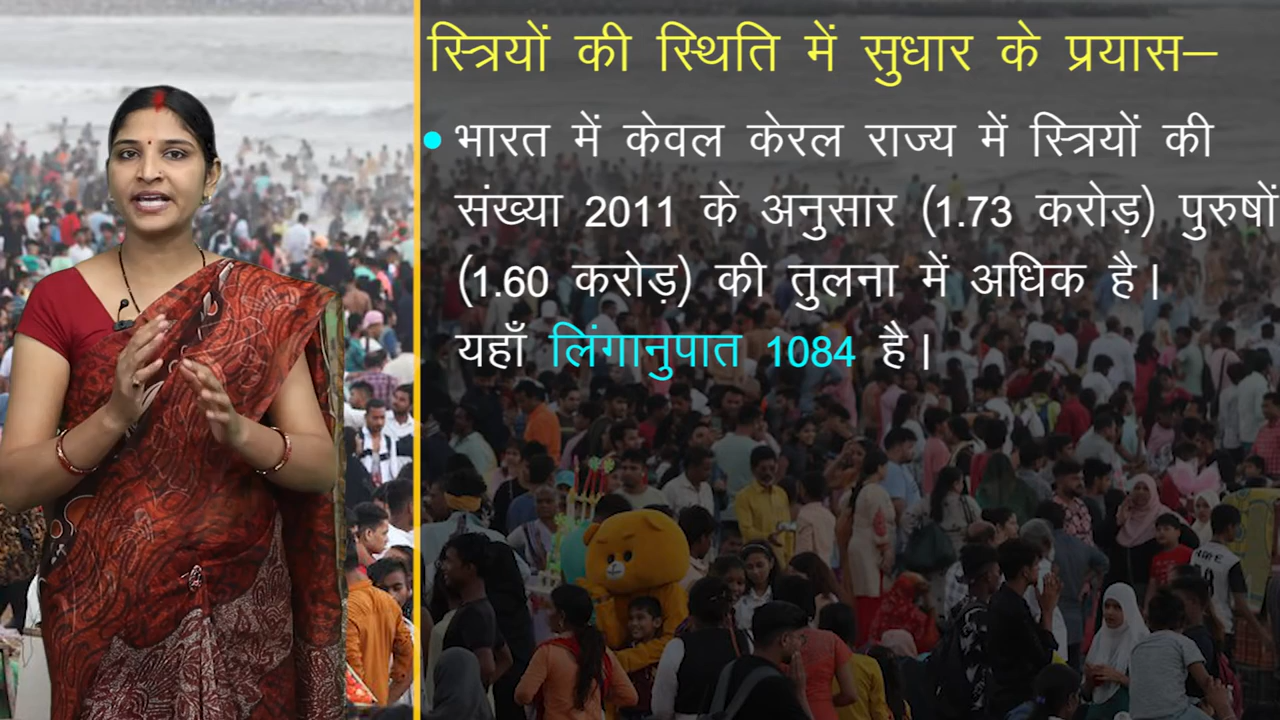 स्त्रियों की स्थिति में सुधार के प्रयास–
• भारत में केवल केरल राज्य में स्त्रियों की
संख्या 2011 के अनुसार (1.73 करोड़) पुरुषों
(1.60 करोड़) की तुलना में अधिक है।
यहाँ लिंगानुपात 1084 है।